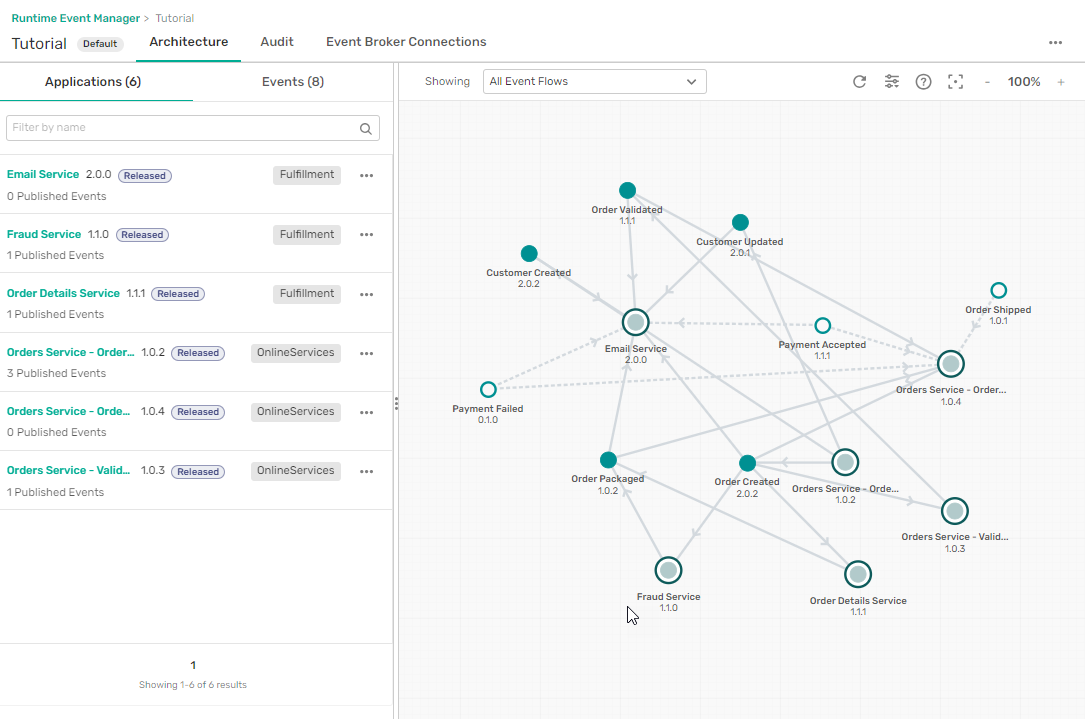 Runtime Event Manager > Tutorial
Tutorial Default Architecture Audit Event Broker Connections
Applications (6) Events (8)
Filter by name
Email Service 2.0.0 Released Fulfillment
0 Published Events
Fraud Service 1.1.0 Released Fulfillment
1 Published Events
Order Details Service 1.1.1 Released Fulfillment
1 Published Events
Orders Service - Order... 1.0.2 Released OnlineServices
3 Published Events
Orders Service - Orde... 1.0.4 Released OnlineServices
0 Published Events
Orders Service - Valid... 1.0.3 Released OnlineServices
1 Published Events
1
Showing 1-6 of 6 results
Showing All Event Flows - 100% +
Order Validated
1.1.1
Customer Updated
2.0.1
Customer Created
2.0.2
Order Shipped
1.0.1
Email Service
2.0.0
Payment Accepted
1.1.1
Orders Service - Order...
1.0.4
Payment Failed
0.1.0
Order Packaged
1.0.2
Order Created
2.0.2
Orders Service - Orde...
1.0.2
Orders Service - Valid...
1.0.3
Fraud Service
1.1.0
Order Details Service
1.1.1